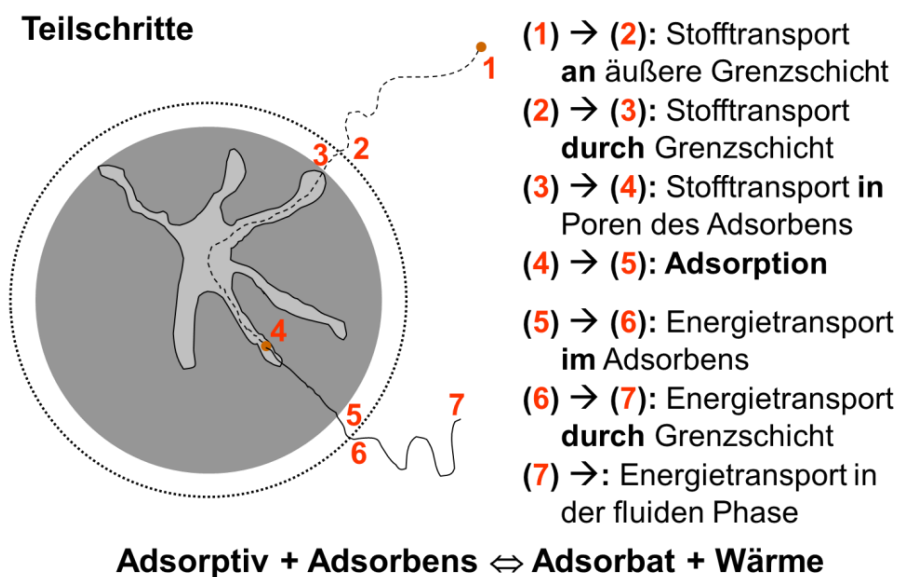 Teilschritte
(1) → (2): Stofftransport
an äußere Grenzschicht
(2) → (3): Stofftransport
durch Grenzschicht
(3) → (4): Stofftransport in
Poren des Adsorbens
(4) → (5): Adsorption
(5) → (6): Energietransport
im Adsorbens
(6) → (7): Energietransport
durch Grenzschicht
(7) →: Energietransport in
der fluiden Phase
1
2
3
4
5
6
7
Adsorptiv + Adsorbens ⇔ Adsorbat + Wärme